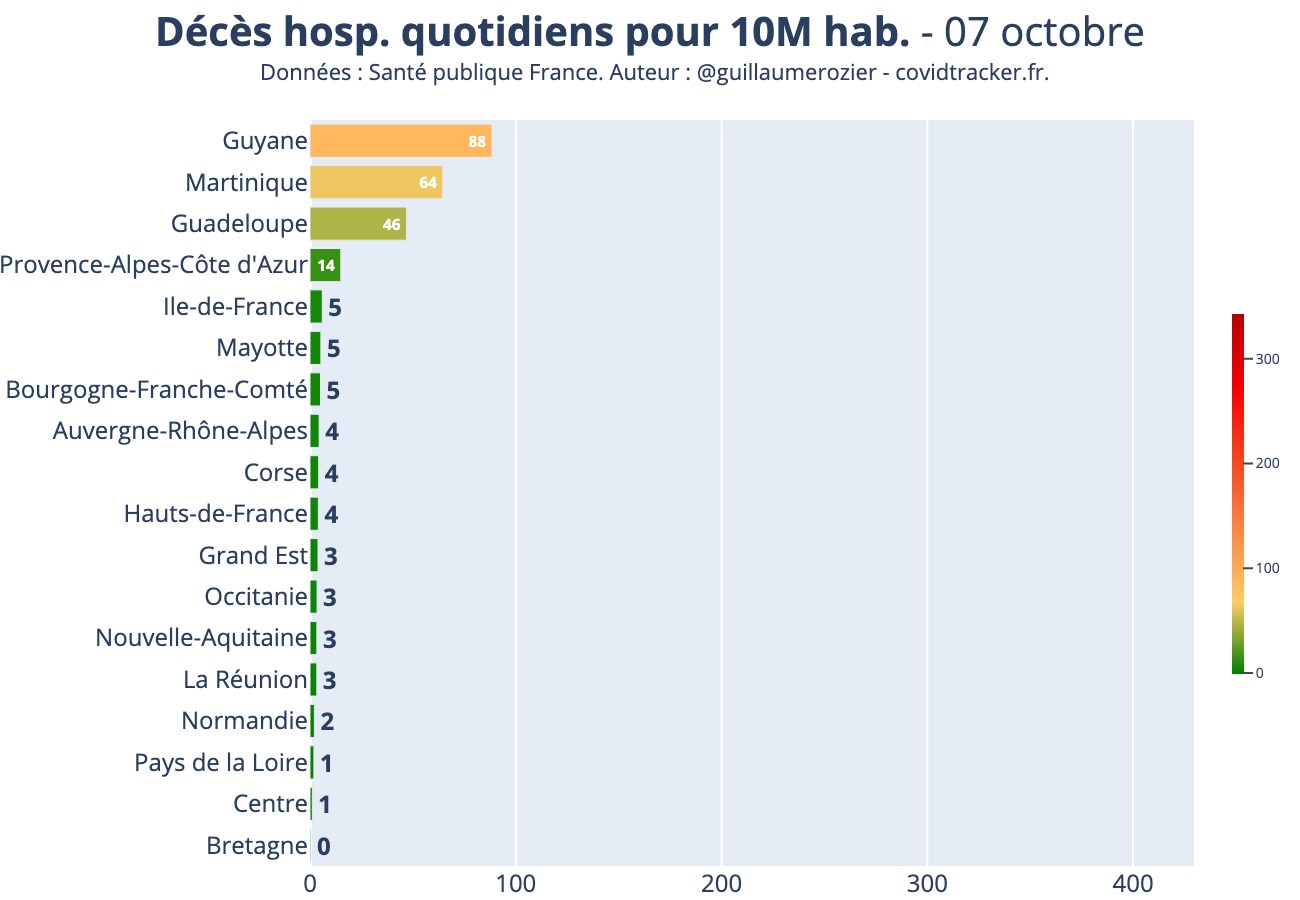 Décès hosp. quotidiens pour 10M hab. - 07 octobre
Données : Santé publique France. Auteur : @guillaumerozier - covidtracker.fr.
Guyane 88
Martinique 64
Guadeloupe 46
Provence-Alpes-Côte d'Azur 14
Ile-de-France 5
Mayotte 5
Bourgogne-Franche-Comté 5
Auvergne-Rhône-Alpes 4
Corse 4
Hauts-de-France 4
Grand Est 3
Occitanie 3
Nouvelle-Aquitaine 3
La Réunion 3
Normandie 2
Pays de la Loire 1
Centre 1
Bretagne 0
0 100 200 300 400
300
200
100
0